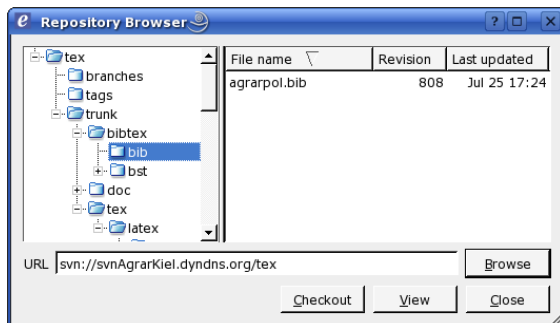 Repository Browser
tex
branches
tags
trunk
bibtex
bib
bst
doc
tex
latex
File name Revision Last updated
agrarpol.bib 808 Jul 25 17:24
URL svn://svnAgrarKiel.dyndns.org/tex Browse
Checkout View Close